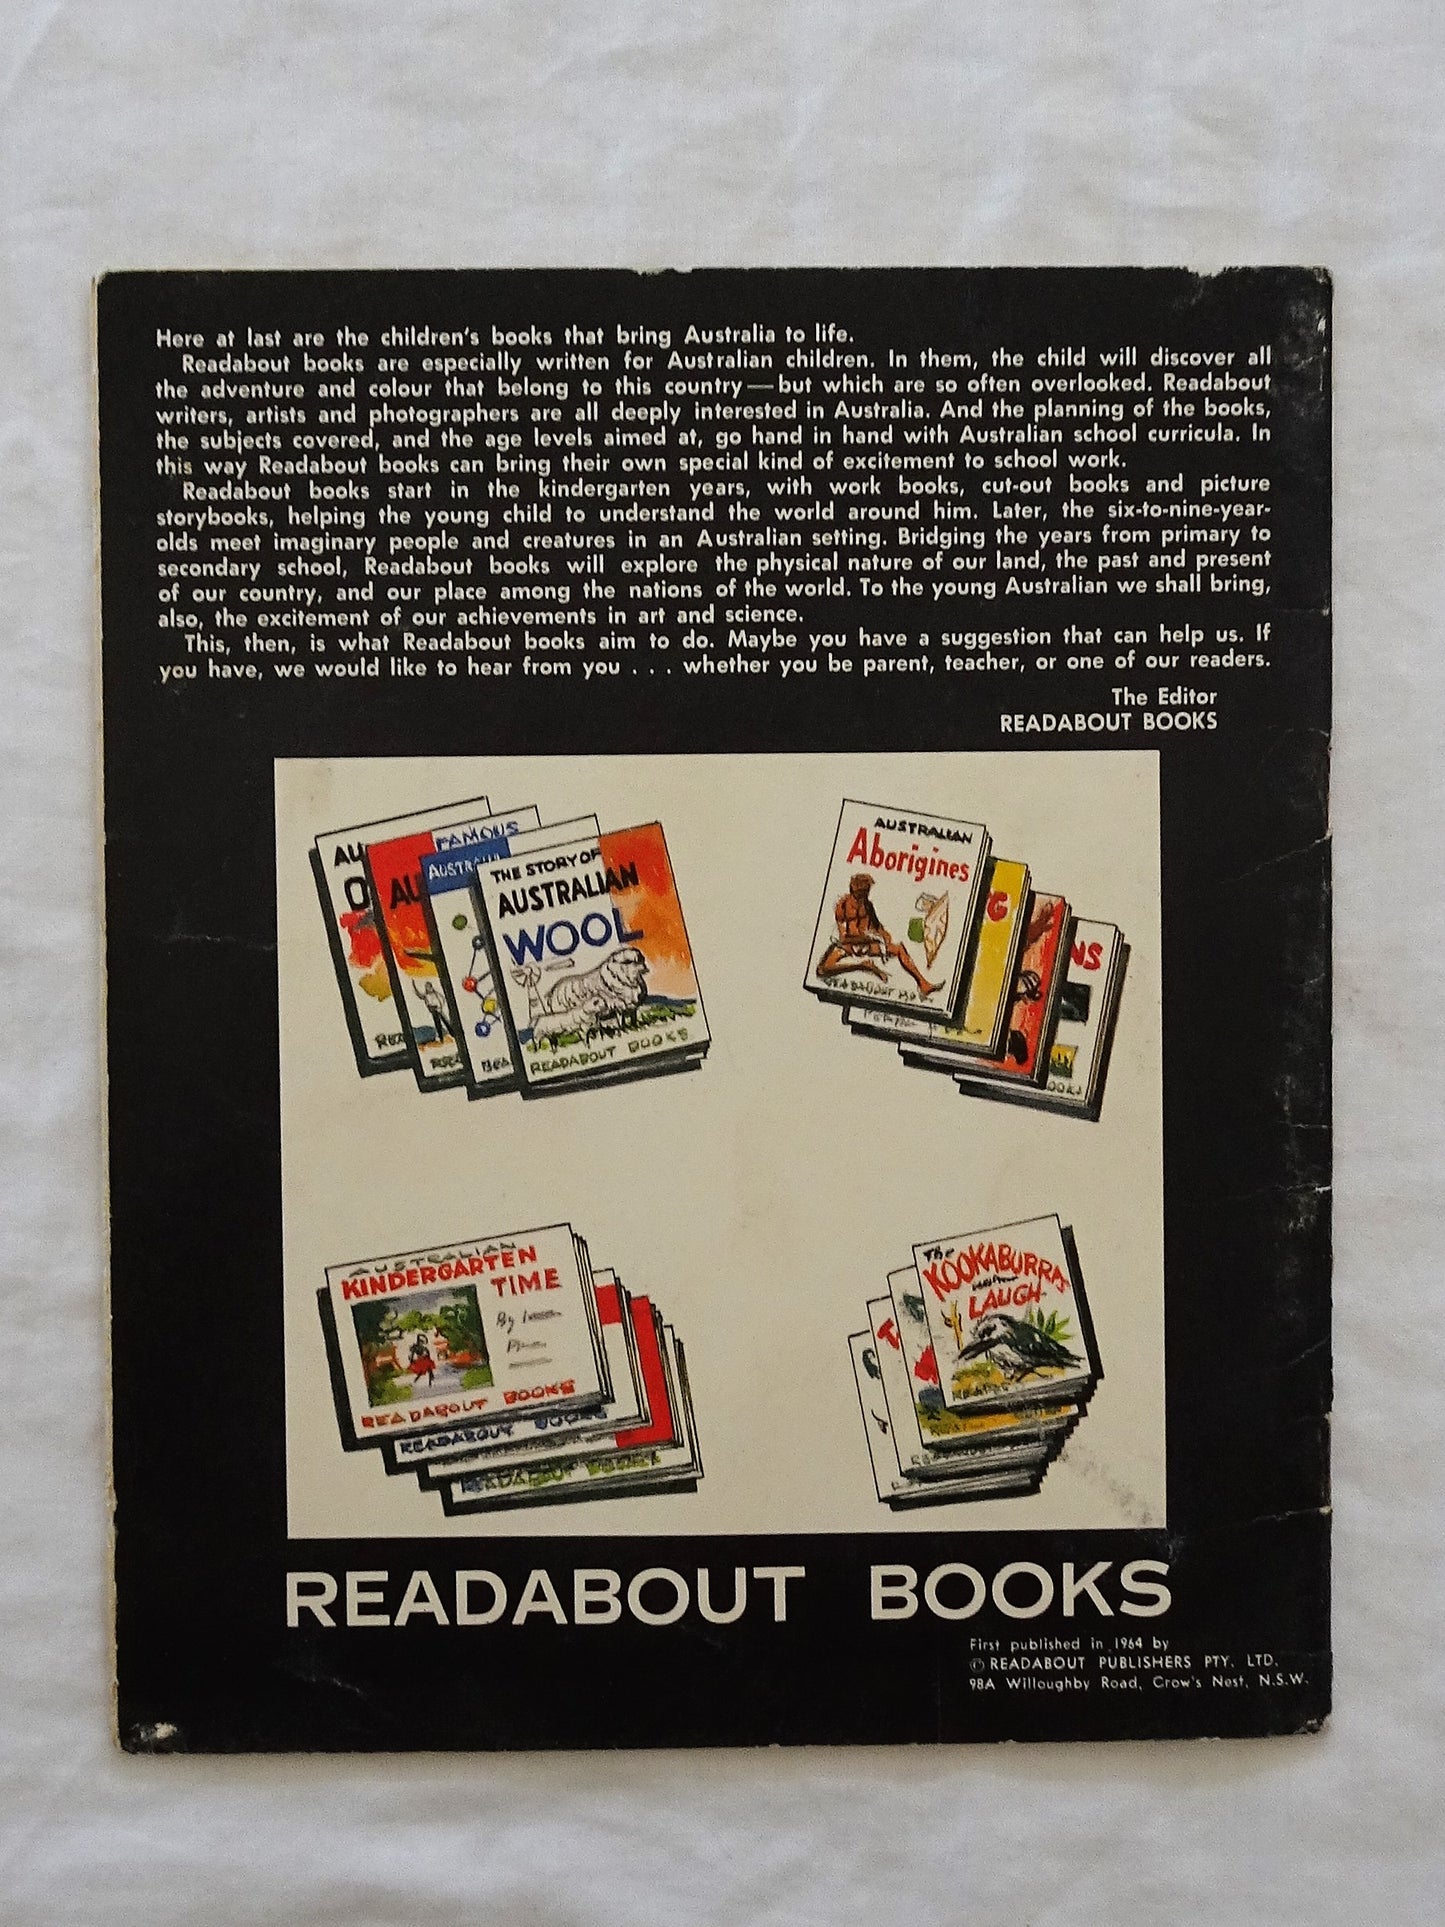 Here at last are the children's books that bring Australia to life.
Readabout books are especially written for Australian children. In them, the child will discover all
the adventure and colour that belong to this country — but which are so often overlooked. Readabout
writers, artists and photographers are all deeply interested in Australia. And the planning of the books,
the subjects covered, and the age levels aimed at, go hand in hand with Australian school curricula. In
this way Readabout books can bring their own special kind of excitement to school work.
Readabout books start in the kindergarten years, with work books, cut-out books and picture
storybooks, helping the young child to understand the world around him. Later, the six-to-nine-year-
olds meet imaginary people and creatures in an Australian setting. Bridging the years from primary to
secondary school, Readabout books will explore the physical nature of our land, the past and present
of our country, and our place among the nations of the world. To the young Australian we shall bring,
also, the excitement of our achievements in art and science.
This, then, is what Readabout books aim to do. Maybe you have a suggestion that can help us. If
you have, we would like to hear from you . . . whether you be parent, teacher, or one of our readers.
The Editor
READABOUT BOOKS
AU
O
REA
AU
FAMOUS
AUSTRALIA
REA
THE STORY OF
AUSTRALIAN
WOOL
READABOUT BOOKS
AUSTRALIAN
Aborigines
G
NS
OOKS
AUSTRALIAN
KINDERGARTEN
TIME
By
READABOUT BOOKS
READABOUT BOOKS
READABOUT BOOKS
The
KOOKABURRA'S
LAUGH
READABOUT BOOKS
First published in 1964 by
© READABOUT PUBLISHERS PTY. LTD.
98A Willoughby Road, Crow's Nest, N.S.W.